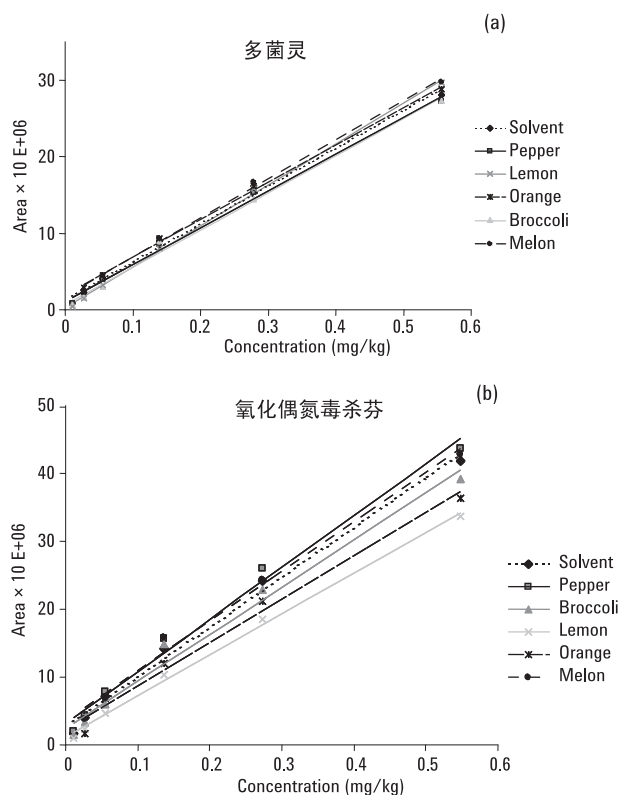 (a)
多菌灵
30
20
10
0
Area × 10 E+06
0 0.1 0.2 0.3 0.4 0.5 0.6
Concentration (mg/kg)
Solvent
Pepper
Lemon
Orange
Broccoli
Melon
(b)
氧化偶氮毒杀芬
50
40
30
20
10
0
Area × 10 E+06
0 0.1 0.2 0.3 0.4 0.5 0.6
Concentration (mg/kg)
Solvent
Pepper
Broccoli
Lemon
Orange
Melon